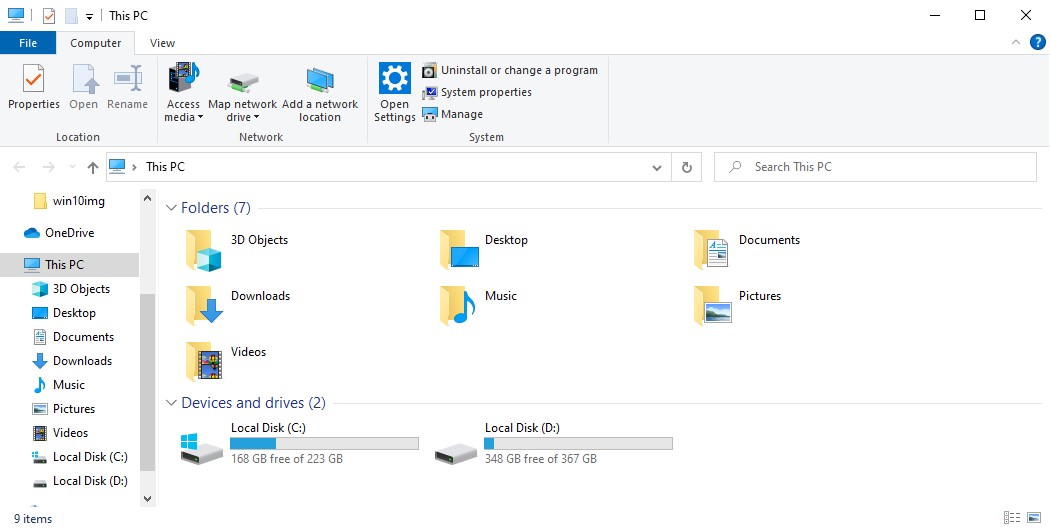 This PC
File Computer View
Properties Open Rename Access media Map network drive Add a network location Open Settings Uninstall or change a program
System properties
Manage
Location Network System
This PC Search This PC
win10img
OneDrive
This PC
3D Objects
Desktop
Documents
Downloads
Music
Pictures
Videos
Local Disk (C:)
Local Disk (D:)
Folders (7)
3D Objects Desktop Documents
Downloads Music Pictures
Videos
Devices and drives (2)
Local Disk (C:) Local Disk (D:)
168 GB free of 223 GB 348 GB free of 367 GB
9 items